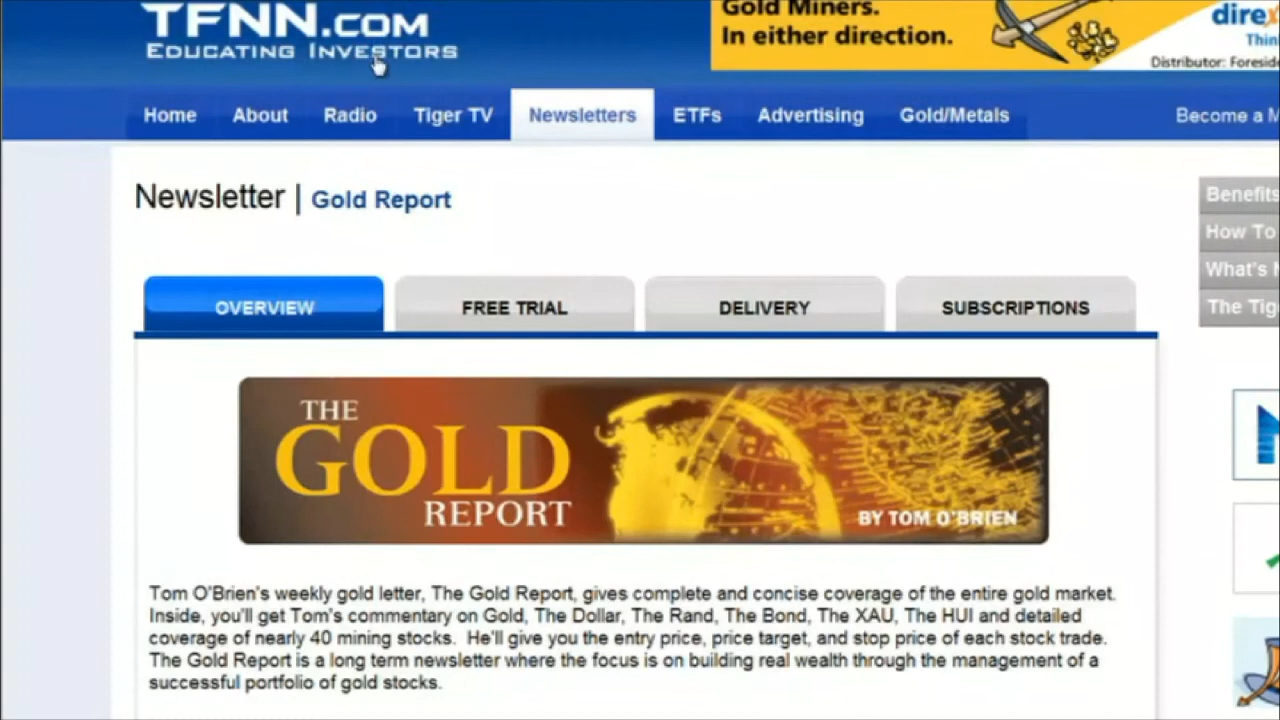 TFNN.COM
EDUCATING INVESTORS
Gold Miners.
In either direction.
Thin
Distributor: Foreside
Home About Radio Tiger TV Newsletters ETFs Advertising Gold/Metals Become a M
Newsletter | Gold Report
Benefits
How To
What's
The Tig
OVERVIEW FREE TRIAL DELIVERY SUBSCRIPTIONS
THE
GOLD
REPORT
BY TOM O'BRIEN
Tom O'Brien's weekly gold letter, The Gold Report, gives complete and concise coverage of the entire gold market.
Inside, you'll get Tom's commentary on Gold, The Dollar, The Rand, The Bond, The XAU, The HUI and detailed
coverage of nearly 40 mining stocks. He'll give you the entry price, price target, and stop price of each stock trade.
The Gold Report is a long term newsletter where the focus is on building real wealth through the management of a
successful portfolio of gold stocks.